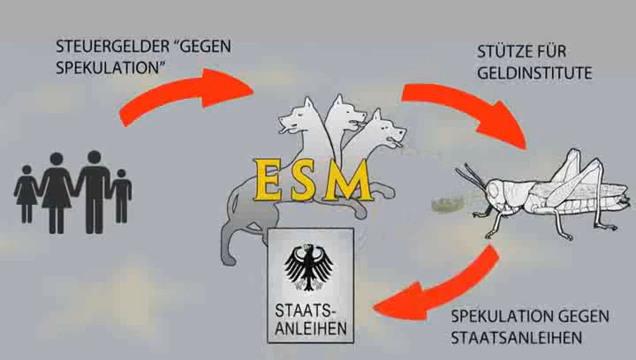 STEUERGELDER "GEGEN
SPEKULATION"
STÜTZE FÜR
GELDINSTITUTE
ESM
STAATS-
ANLEIHEN
SPEKULATION GEGEN
STAATSANLEIHEN